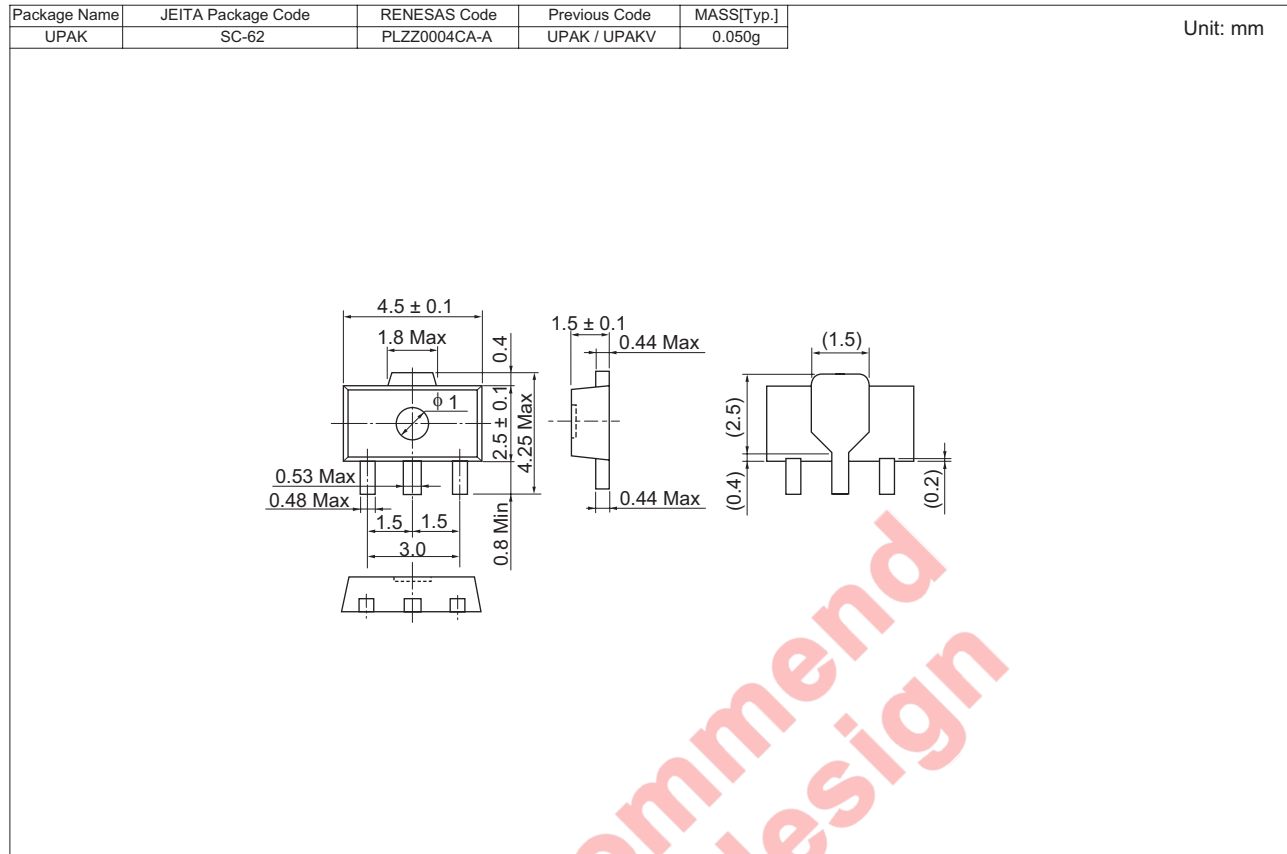 Package Name JEITA Package Code RENESAS Code Previous Code MASS[Typ.]
UPAK SC-62 PLZZ0004CA-A UPAK / UPAKV 0.050g
Unit: mm
4.5 ± 0.1
1.8 Max
0.4
φ 1
2.5 ± 0.1
4.25 Max
0.53 Max
0.48 Max
1.5 1.5
3.0
0.8 Min
1.5 ± 0.1
0.44 Max
0.44 Max
(1.5)
(2.5)
(0.4)
(0.2)
design